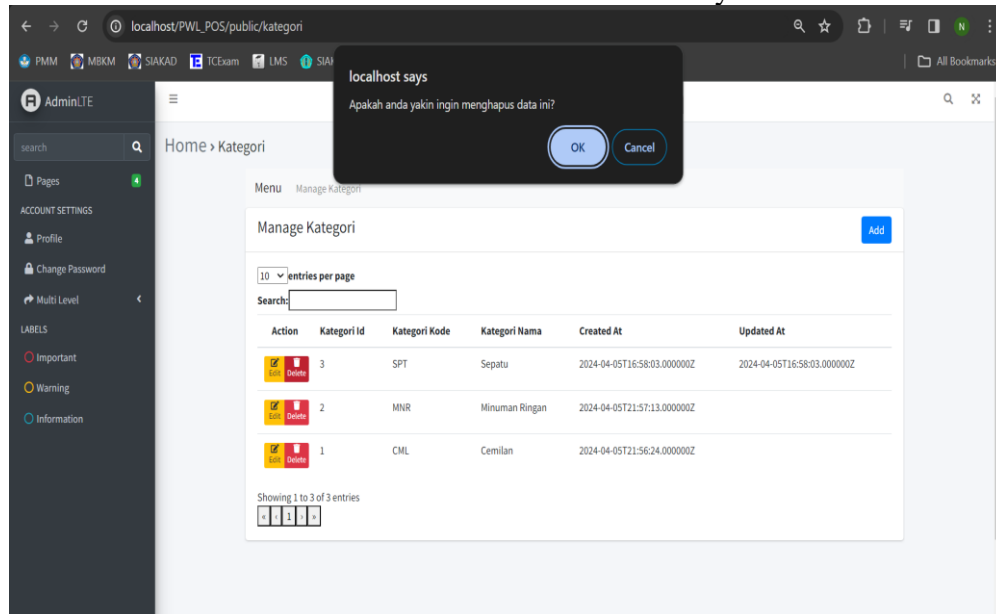 localhost/PWL_POS/public/kategori
N
PMM MBKM SIAKAD TCExam LMS All Bookmarks
localhost says
Apakah anda yakin ingin menghapus data ini?
OK Cancel
AdminLTE
search
Home › Kategori
Pages 4
Menu Manage Kategori
ACCOUNT SETTINGS
Manage Kategori Add
Profile
Change Password
10 entries per page
Multi Level
Search:
LABELS
Action Kategori Id Kategori Kode Kategori Nama Created At Updated At
Important
Edit Delete 3 SPT Sepatu 2024-04-05T16:58:03.000000Z 2024-04-05T16:58:03.000000Z
Warning
Edit Delete 2 MNR Minuman Ringan 2024-04-05T21:57:13.000000Z
Information
Edit Delete 1 CML Cemilan 2024-04-05T21:56:24.000000Z
Showing 1 to 3 of 3 entries
« ‹ 1 › »